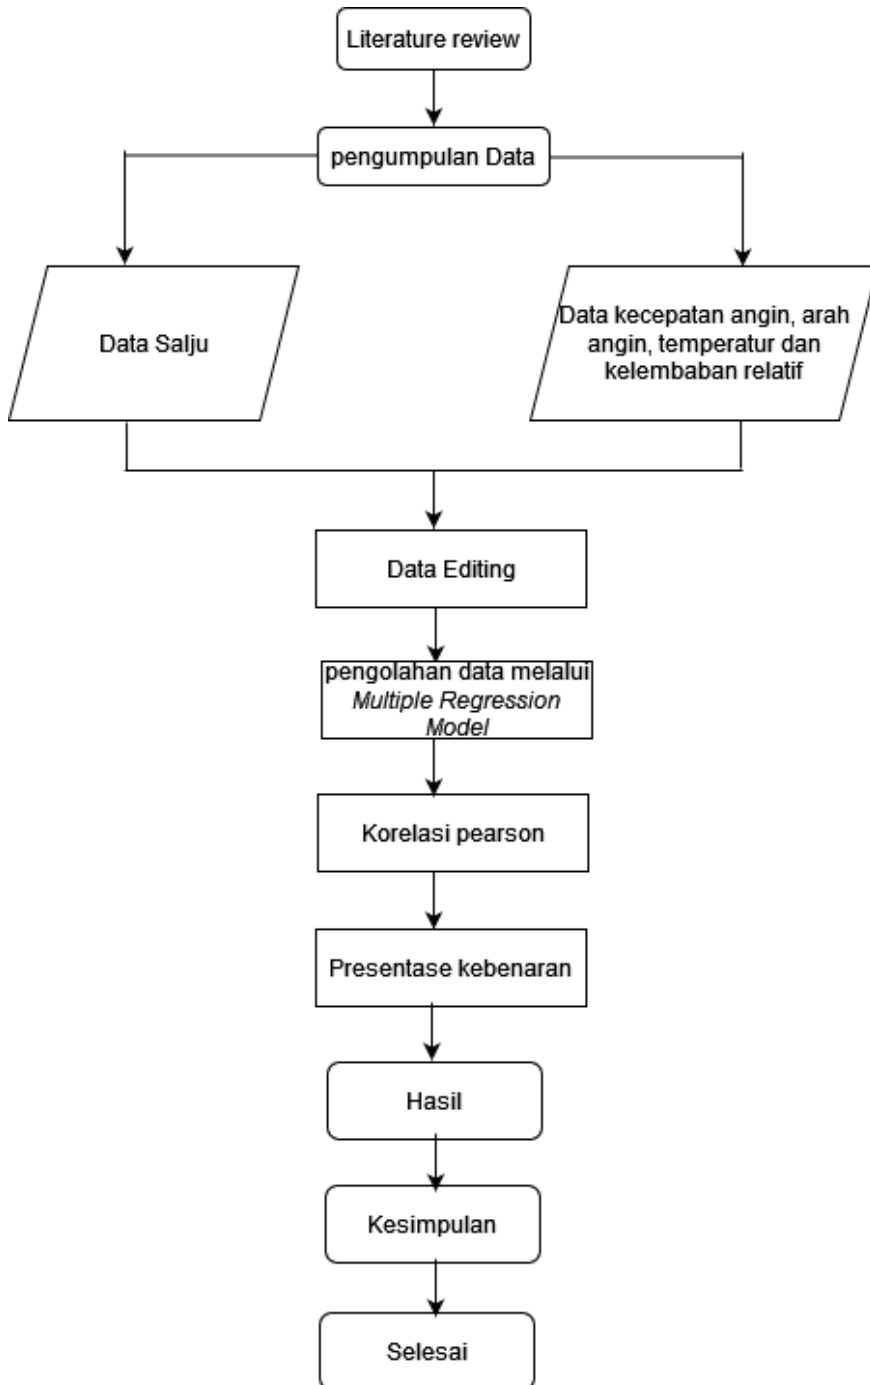 Literature review
pengumpulan Data
Data Salju
Data kecepatan angin, arah
angin, temperatur dan
kelembaban relatif
Data Editing
pengolahan data melalui
Multiple Regression
Model
Korelasi pearson
Presentase kebenaran
Hasil
Kesimpulan
Selesai